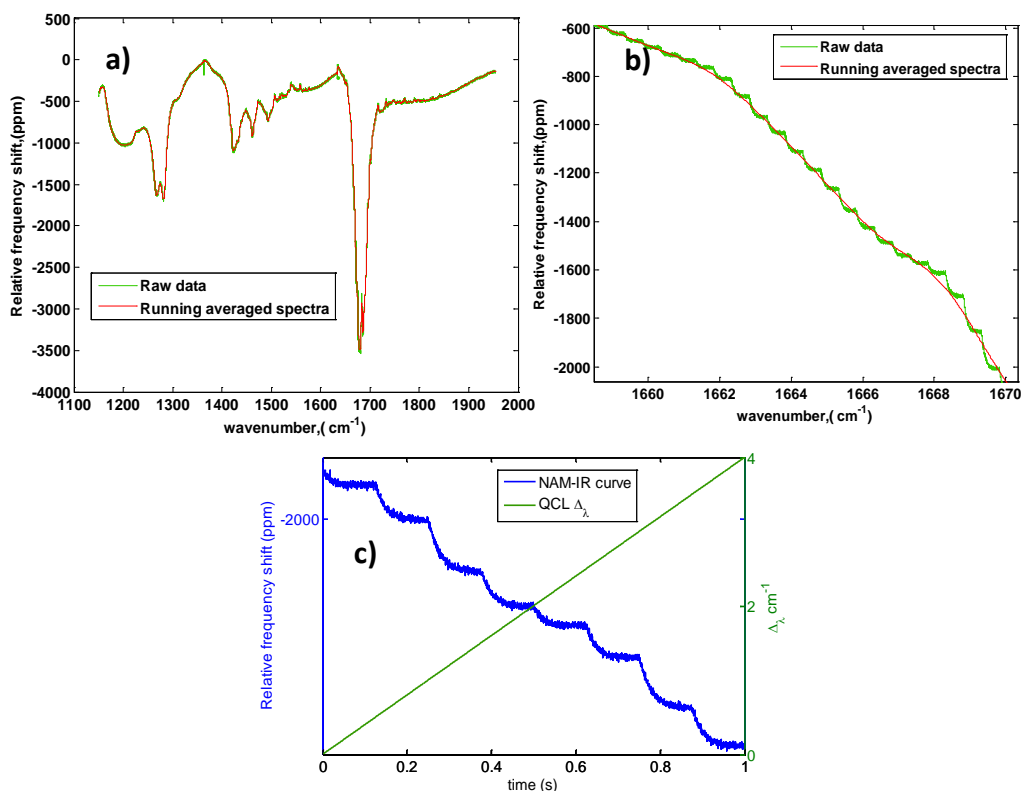 a)
Relative frequency shift,(ppm)
500
0
-500
-1000
-1500
-2000
-2500
-3000
-3500
-4000
Raw data
Running averaged spectra
1100 1200 1300 1400 1500 1600 1700 1800 1900 2000
wavenumber,( cm-1)
b)
Relative frequency shift,(ppm)
-600
-800
-1000
-1200
-1400
-1600
-1800
-2000
Raw data
Running averaged spectra
1660 1662 1664 1666 1668 1670
wavenumber,( cm-1)
c)
Relative frequency shift (ppm)
-2000
NAM-IR curve
QCL Δλ
4
2
0
Δλ cm-1
0 0.2 0.4 0.6 0.8 1
time (s)